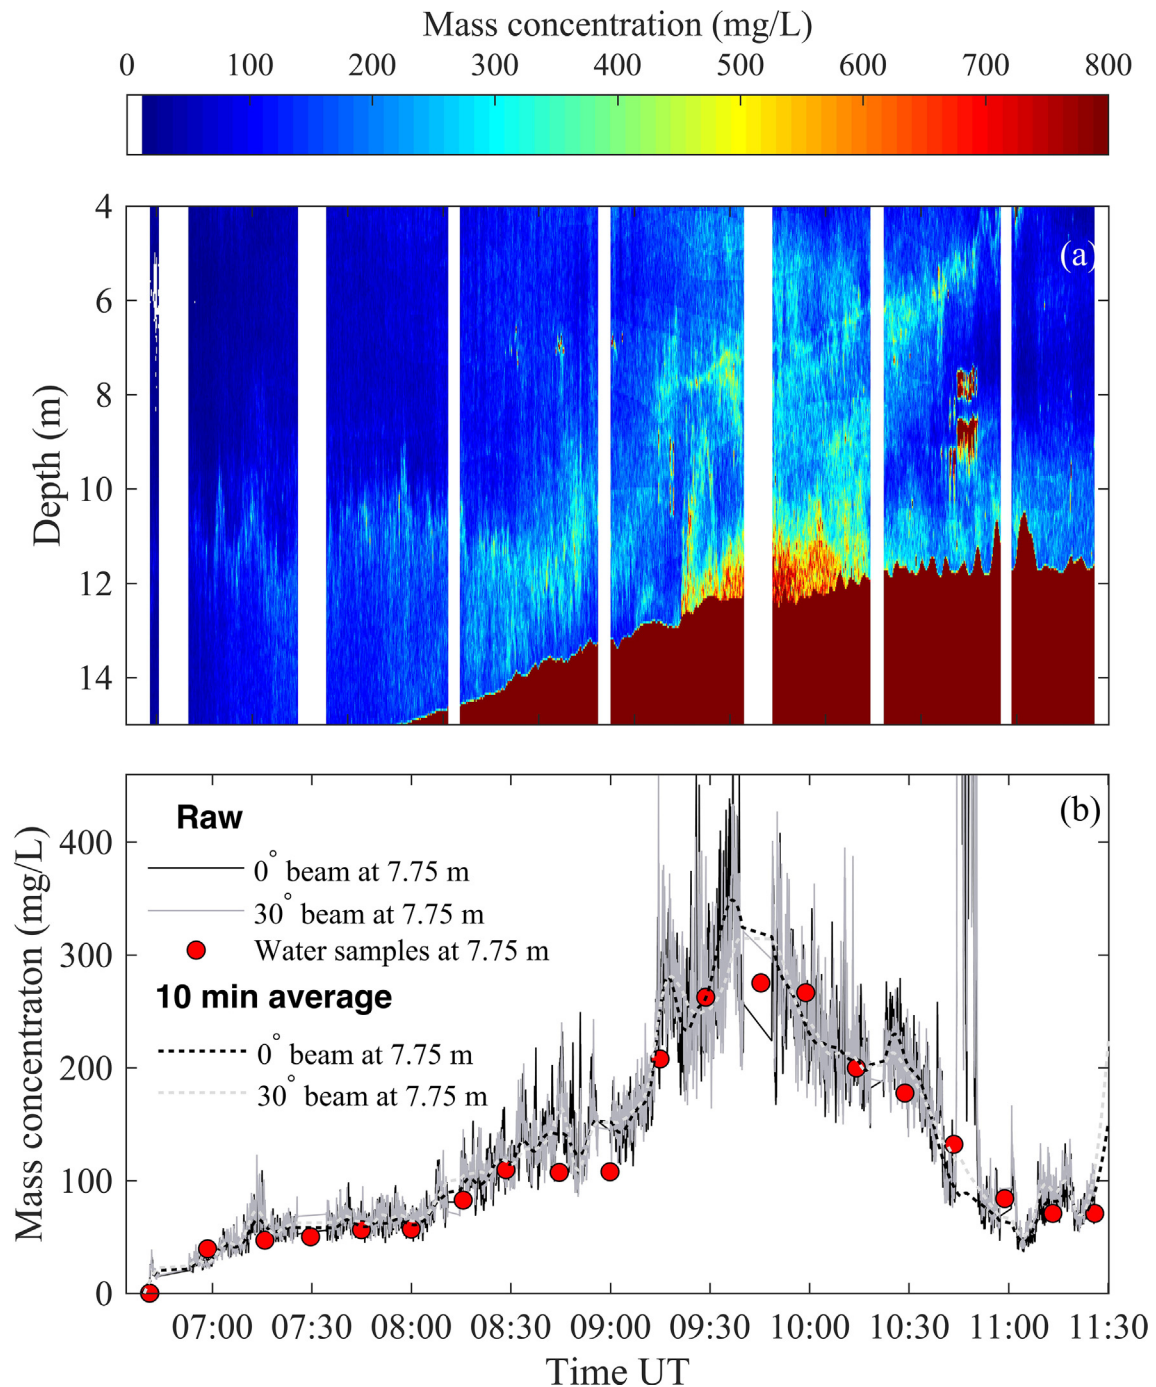 Mass concentration (mg/L)
0 100 200 300 400 500 600 700 800
(a)
4
6
8
10
12
14
Depth (m)
(b)
Raw
0° beam at 7.75 m
30° beam at 7.75 m
Water samples at 7.75 m
10 min average
0° beam at 7.75 m
30° beam at 7.75 m
400
300
200
100
0
Mass concentraton (mg/L)
07:00 07:30 08:00 08:30 09:00 09:30 10:00 10:30 11:00 11:30
Time UT